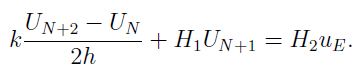 k \frac{U_{N+2} - U_N}{2h} + H_1 U_{N+1} = H_2 u_E.